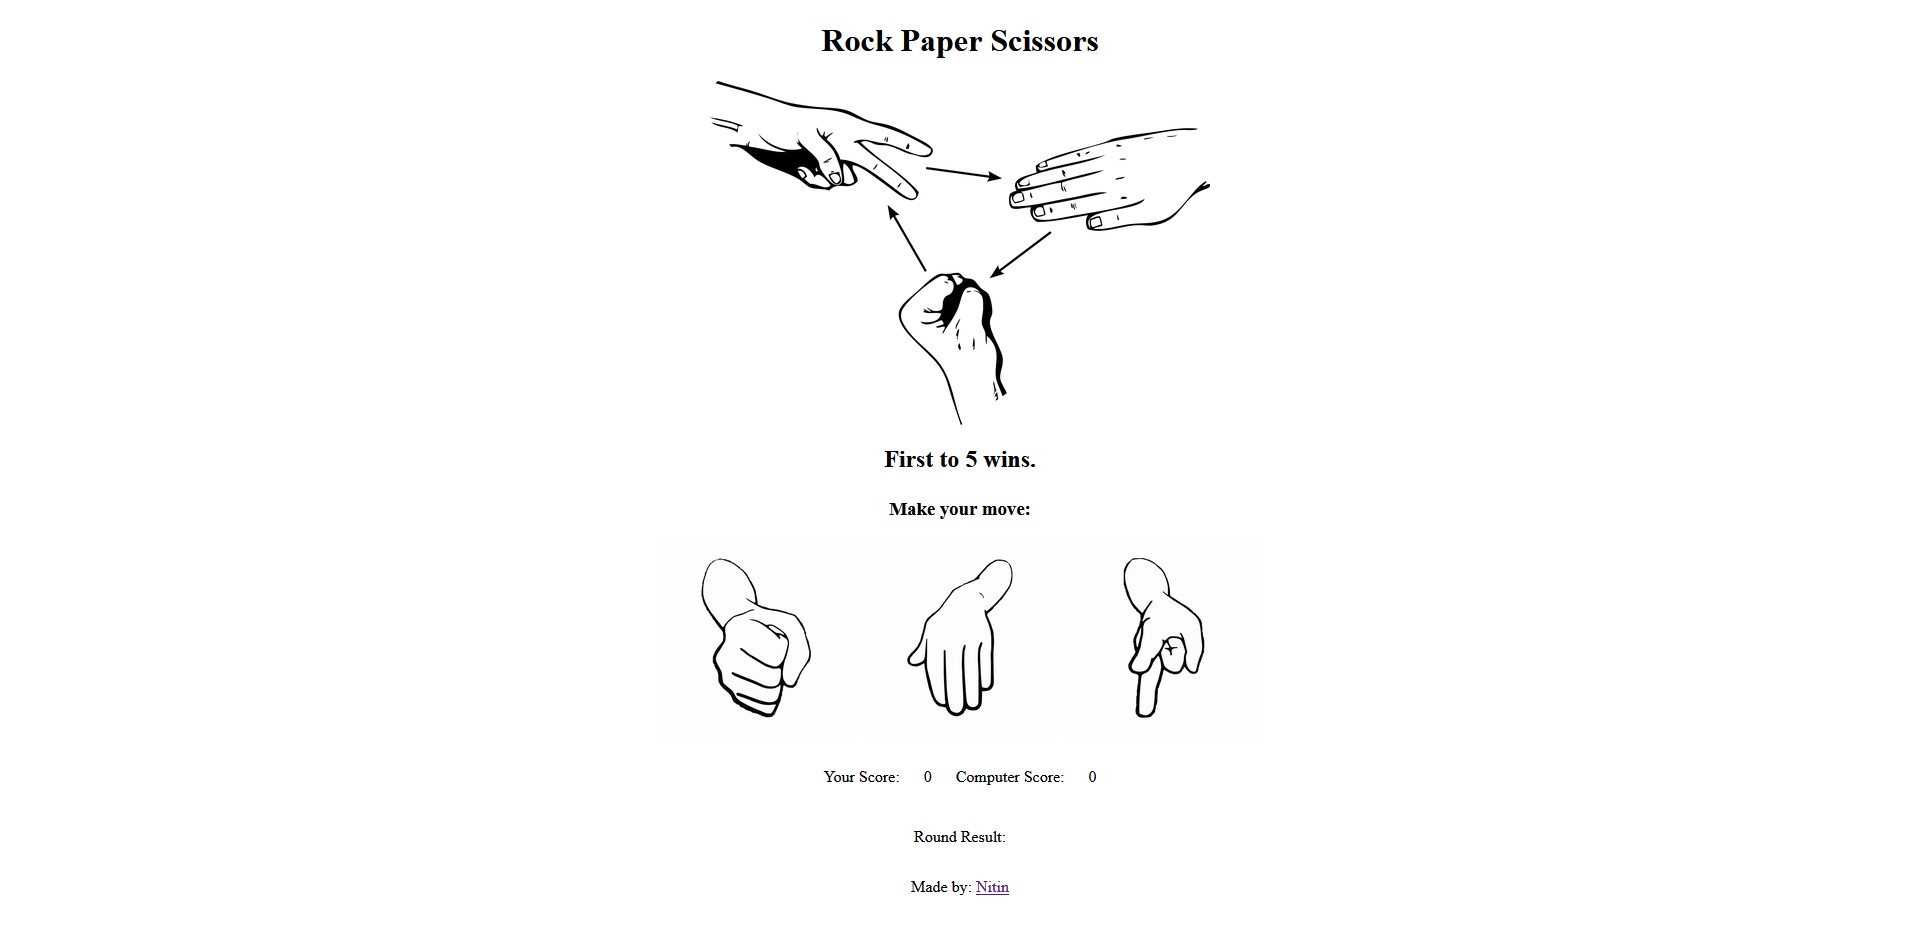 Rock Paper Scissors
First to 5 wins.
Make your move:
Your Score: 0 Computer Score: 0
Round Result:
Made by: Nitin